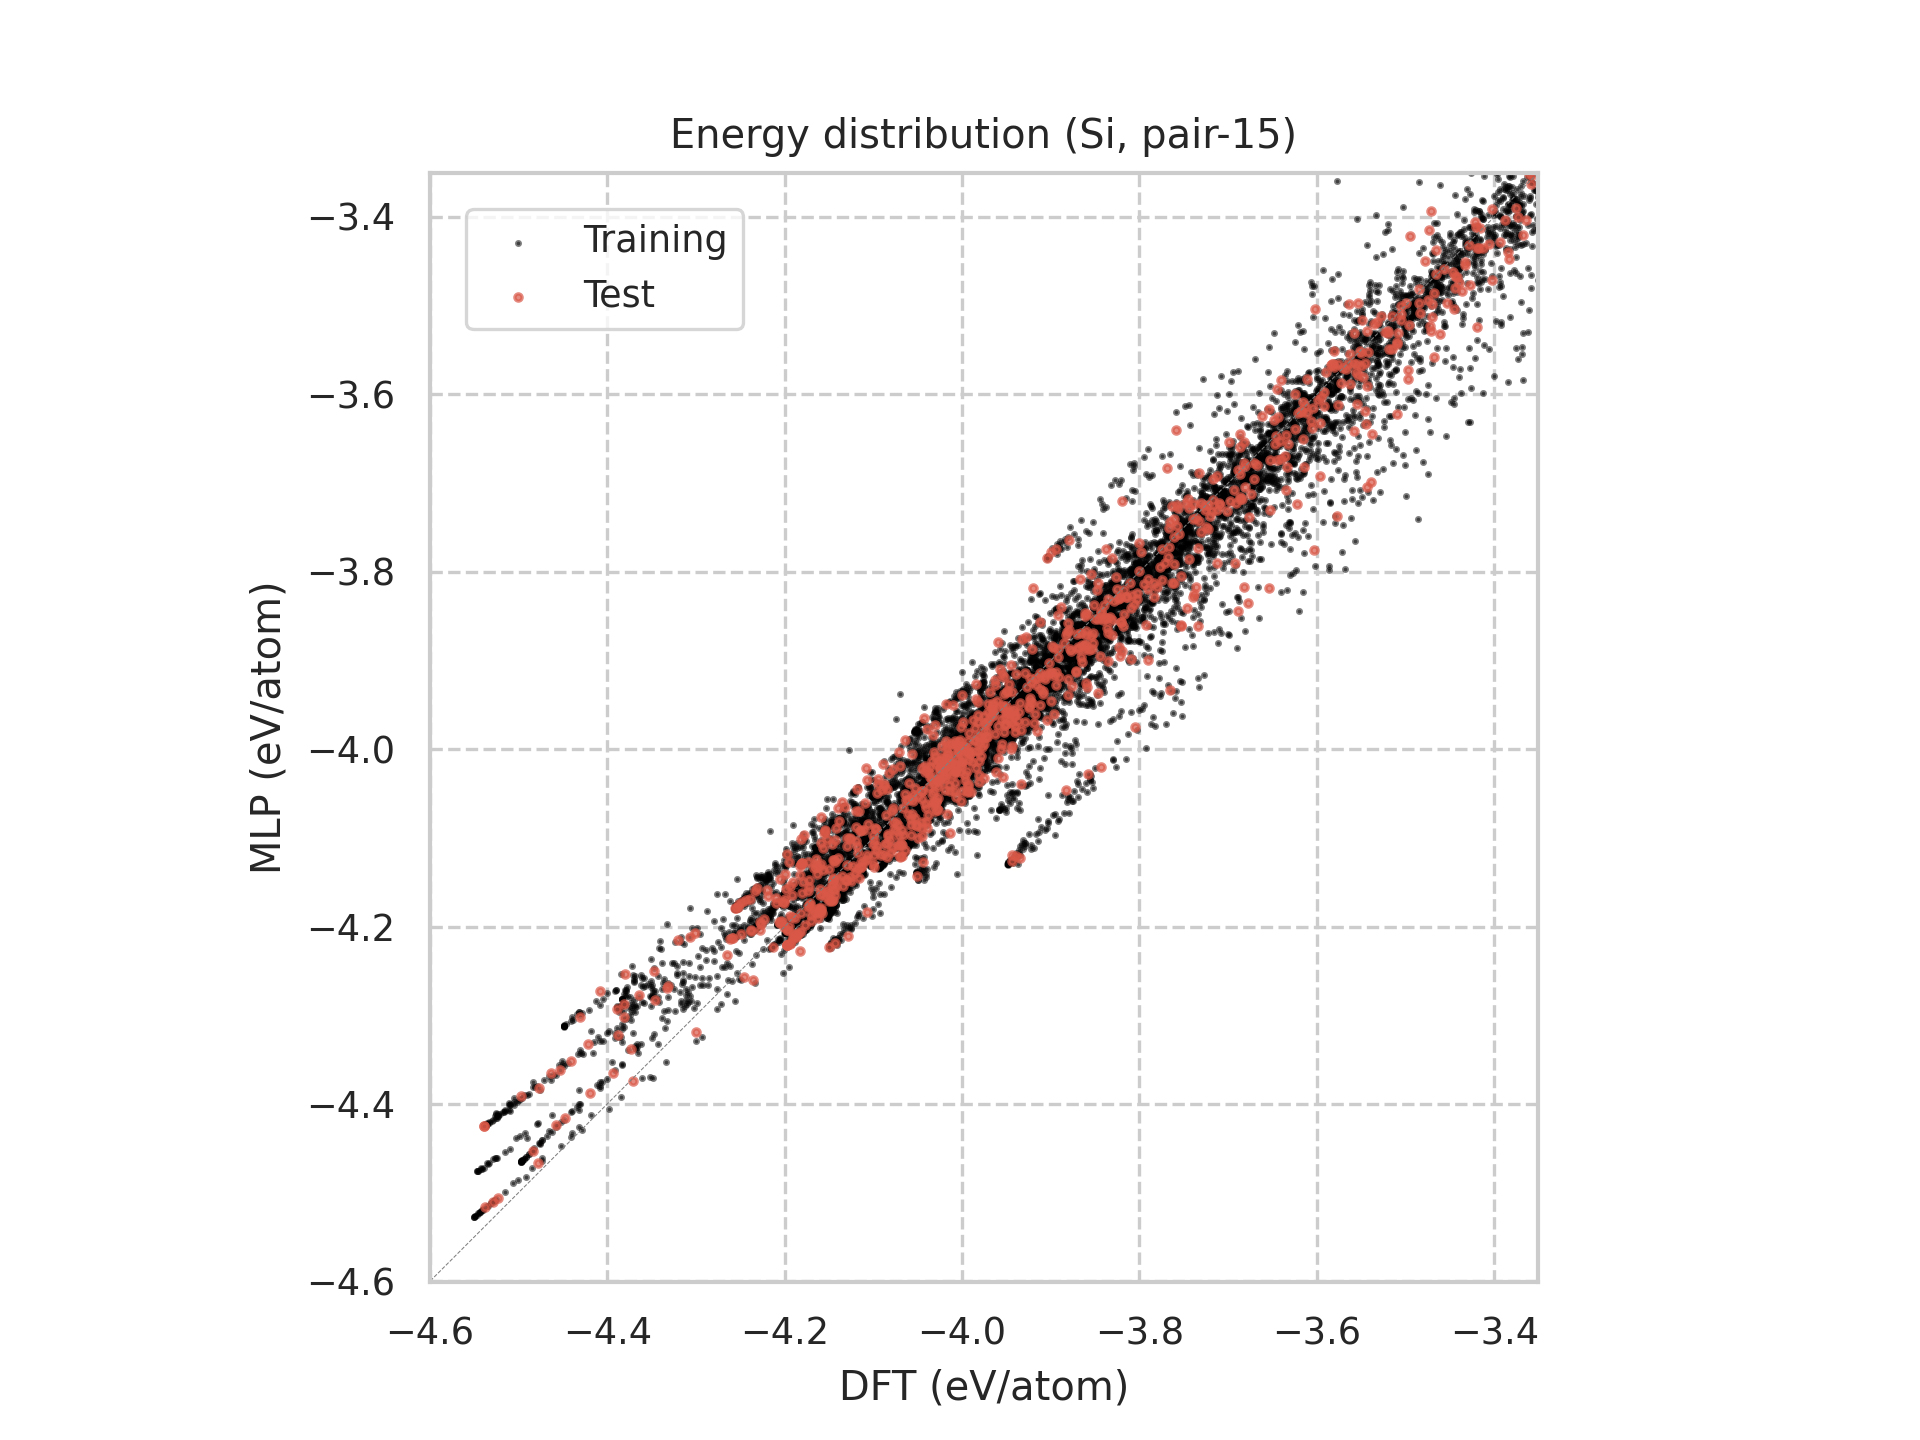 Energy distribution (Si, pair-15)
Training
Test
MLP (eV/atom)
−3.4
−3.6
−3.8
−4.0
−4.2
−4.4
−4.6
−4.6 −4.4 −4.2 −4.0 −3.8 −3.6 −3.4
DFT (eV/atom)